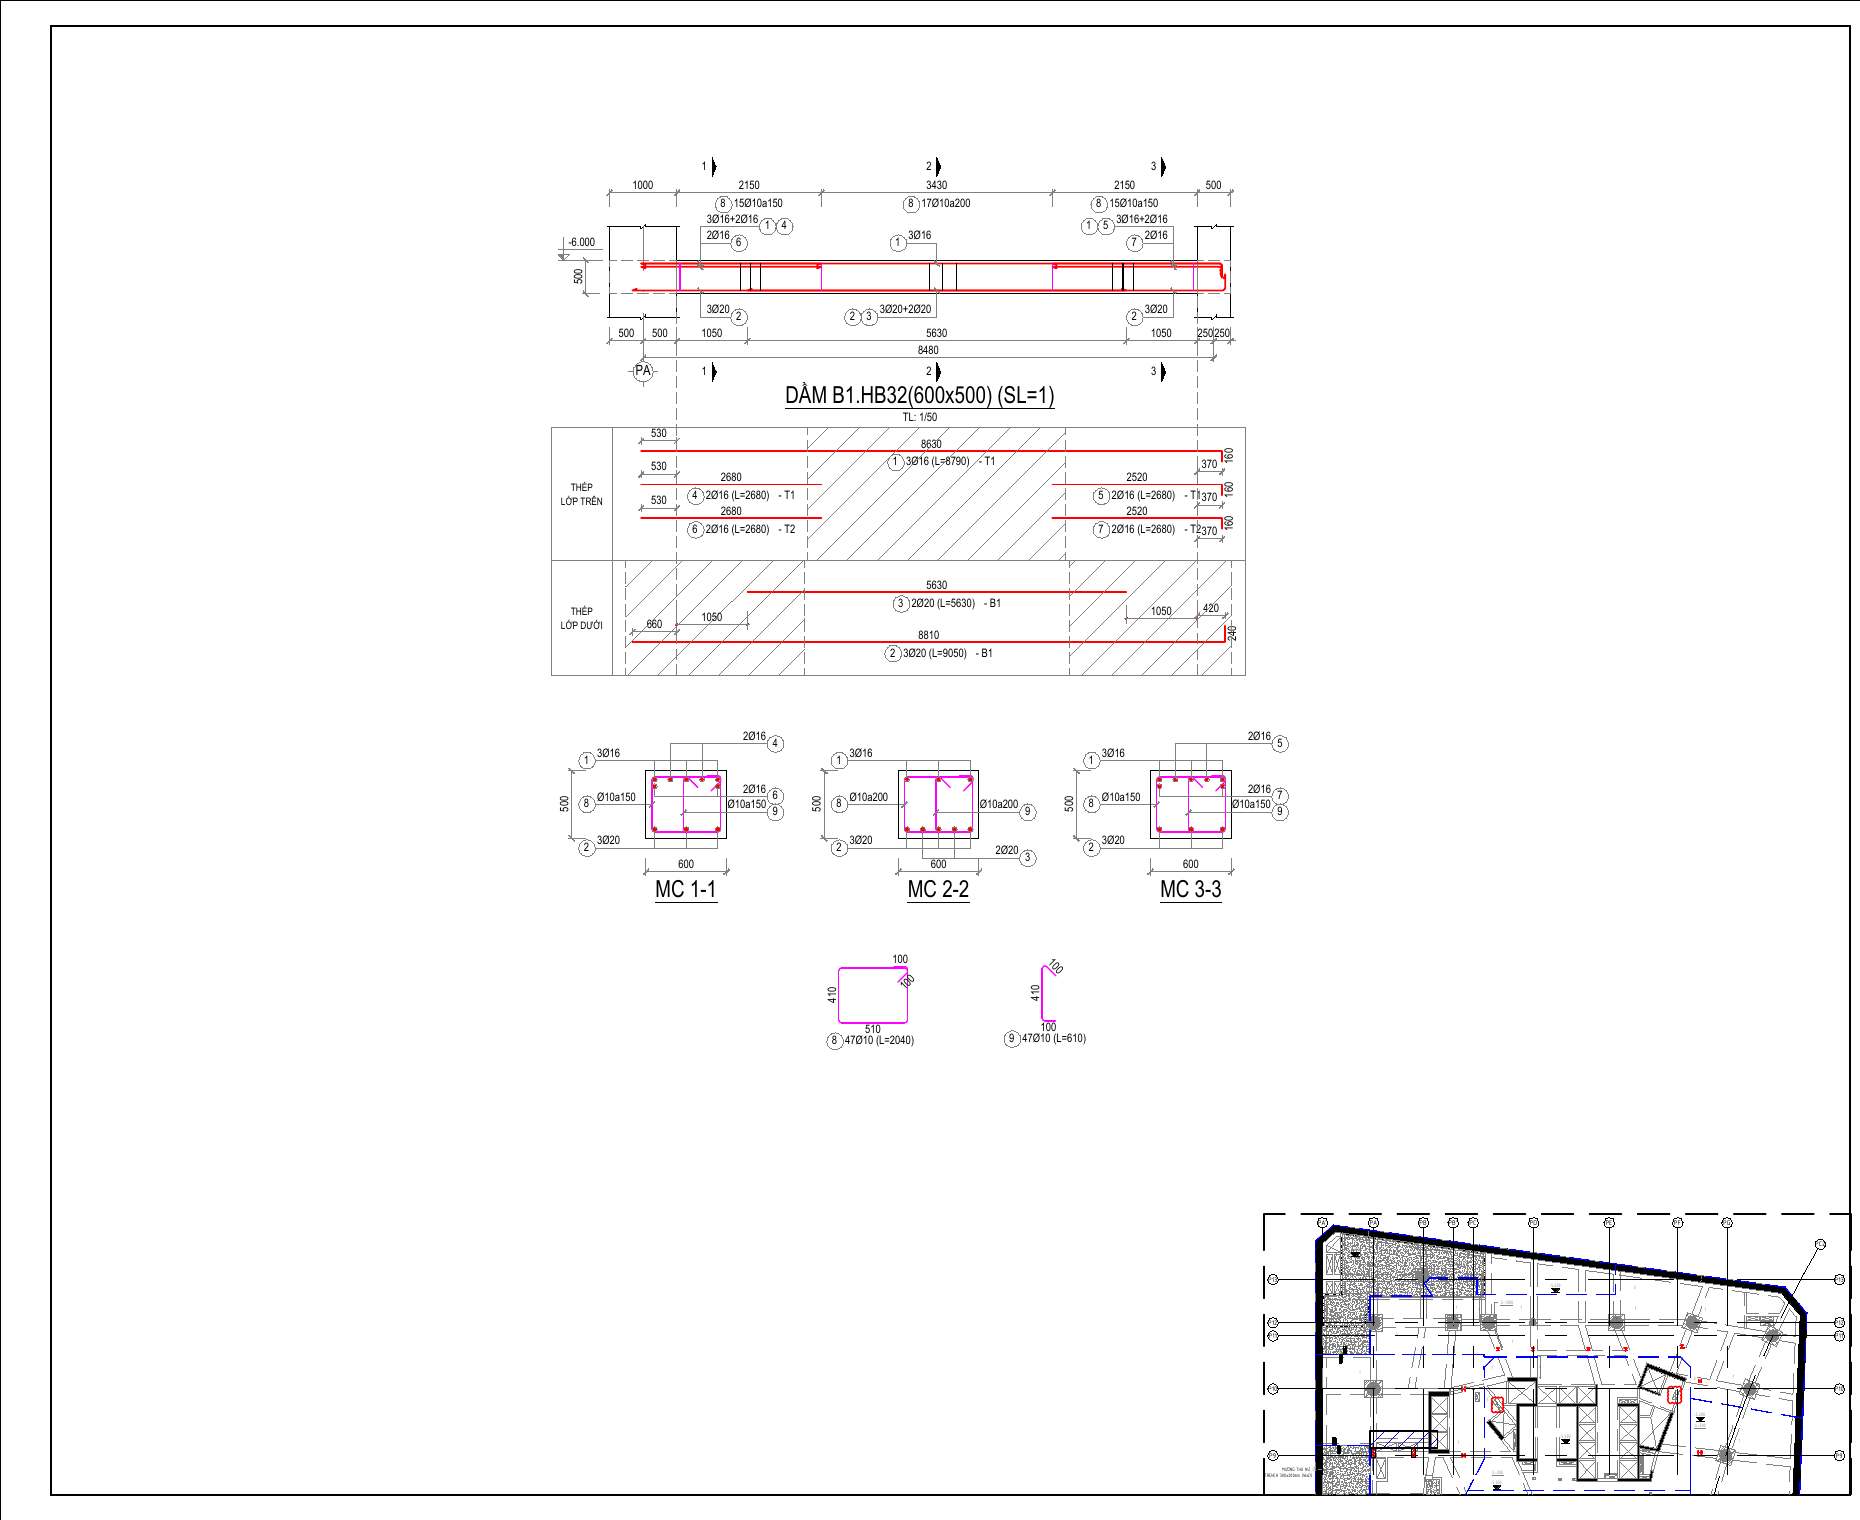 1 2 3
1000 2150 3430 2150 500
8 15Ø10a150 8 17Ø10a200 8 15Ø10a150
3Ø16+2Ø16 1 4 1 5 3Ø16+2Ø16
2Ø16 6 1 3Ø16 7 2Ø16
-6.000
500
3Ø20 2 2 3 3Ø20+2Ø20 2 3Ø20
500 500 1050 5630 1050 250 250
8480
PA 1 2 3
DẦM B1.HB32(600x500) (SL=1)
TL: 1/50
THÉP
LỚP TRÊN
530 8630
1 3Ø16 (L=8790) - T1 160
530 2680 2520 370
4 2Ø16 (L=2680) - T1 5 2Ø16 (L=2680) - T1 160
530 2680 2520 370
6 2Ø16 (L=2680) - T2 7 2Ø16 (L=2680) - T2 160
370
THÉP
LỚP DƯỚI
5630
3 2Ø20 (L=5630) - B1
660 1050 1050 420
8810 240
2 3Ø20 (L=9050) - B1
2Ø16 4
1 3Ø16
500
2Ø16 6
8 Ø10a150 Ø10a150 9
2 3Ø20
600
MC 1-1
1 3Ø16
500
8 Ø10a200 Ø10a200 9
2 3Ø20
2Ø20 3
600
MC 2-2
2Ø16 5
1 3Ø16
500
2Ø16 7
8 Ø10a150 Ø10a150 9
2 3Ø20
600
MC 3-3
100
100
410
510
8 47Ø10 (L=2040)
100
410
100
9 47Ø10 (L=610)